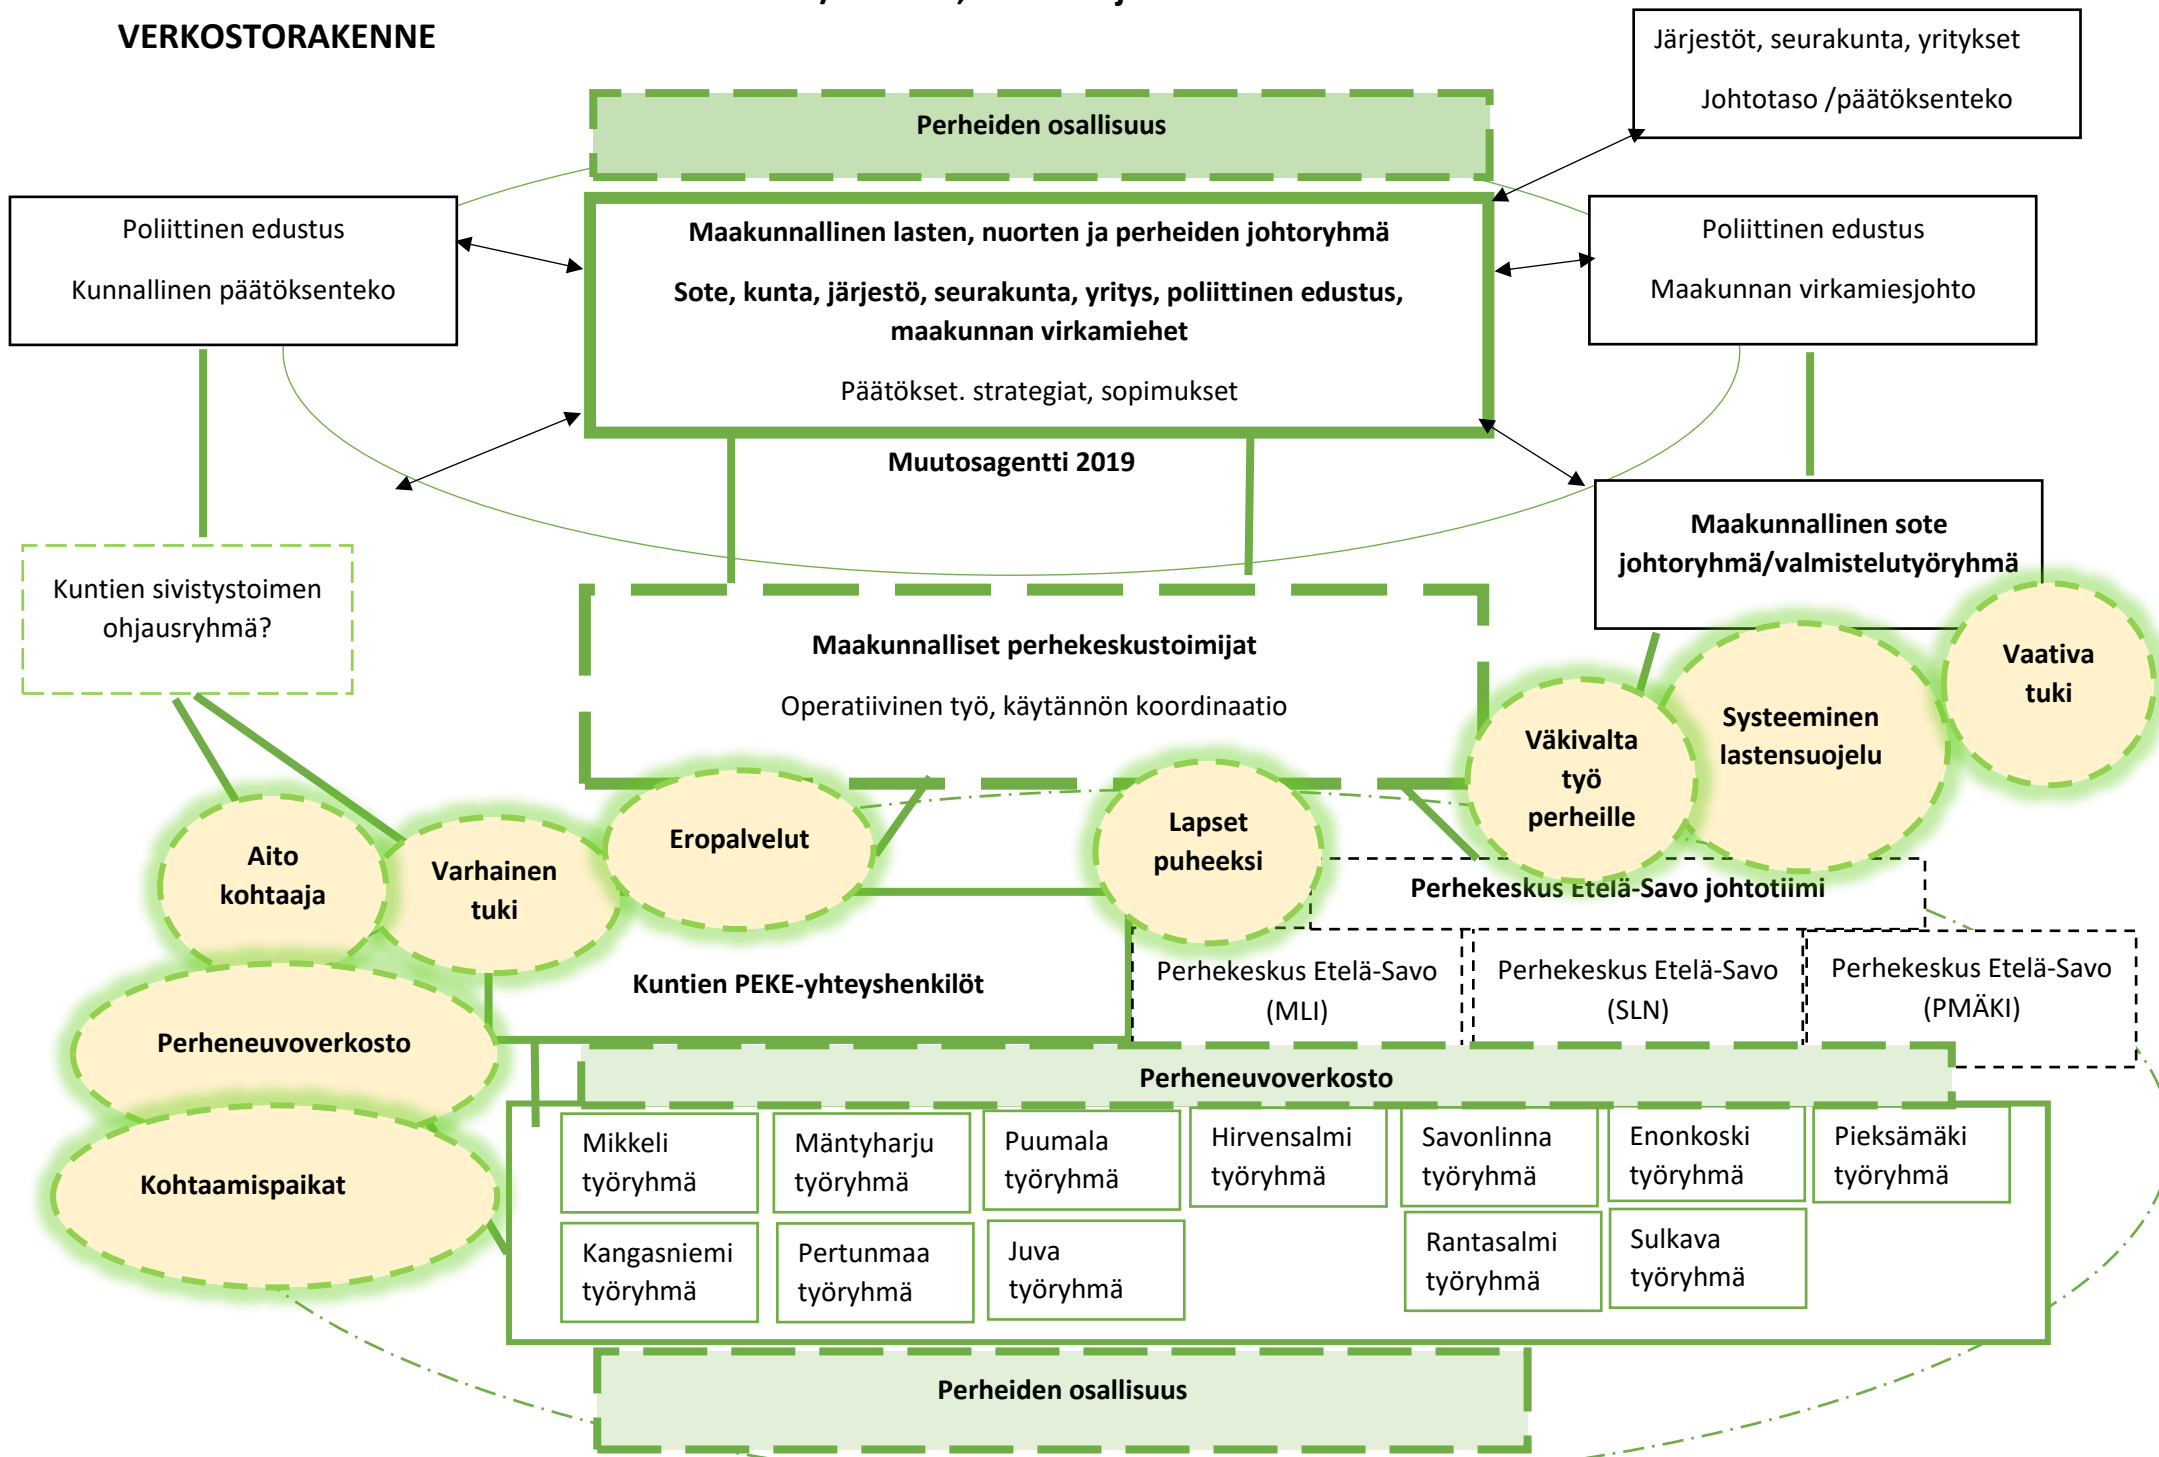 VERKOSTORAKENNE
Järjestöt, seurakunta, yritykset
Johtotaso /päätöksenteko
Perheiden osallisuus
Poliittinen edustus
Kunnallinen päätöksenteko
Maakunnallinen lasten, nuorten ja perheiden johtoryhmä
Sote, kunta, järjestö, seurakunta, yritys, poliittinen edustus,
maakunnan virkamiehet
Päätökset. strategiat, sopimukset
Poliittinen edustus
Maakunnan virkamiesjohto
Muutosagentti 2019
Maakunnallinen sote
johtoryhmä/valmistelutyöryhmä
Kuntien sivistystoimen
ohjausryhmä?
Maakunnalliset perhekeskustoimijat
Operatiivinen työ, käytännön koordinaatio
Väkivalta
työ
perheille
Systeeminen
lastensuojelu
Vaativa
tuki
Aito
kohtaaja
Varhainen
tuki
Eropalvelut
Lapset
puheeksi
Perhekeskus Etelä-Savo johtotiimi
Kuntien PEKE-yhteyshenkilöt
Perhekeskus Etelä-Savo
(MLI)
Perhekeskus Etelä-Savo
(SLN)
Perhekeskus Etelä-Savo
(PMÄKI)
Perheneuvoverkosto
Perheneuvoverkosto
Kohtaamispaikat
Mikkeli
työryhmä
Mäntyharju
työryhmä
Puumala
työryhmä
Hirvensalmi
työryhmä
Savonlinna
työryhmä
Enonkoski
työryhmä
Pieksämäki
työryhmä
Kangasniemi
työryhmä
Pertunmaa
työryhmä
Juva
työryhmä
Rantasalmi
työryhmä
Sulkava
työryhmä
Perheiden osallisuus